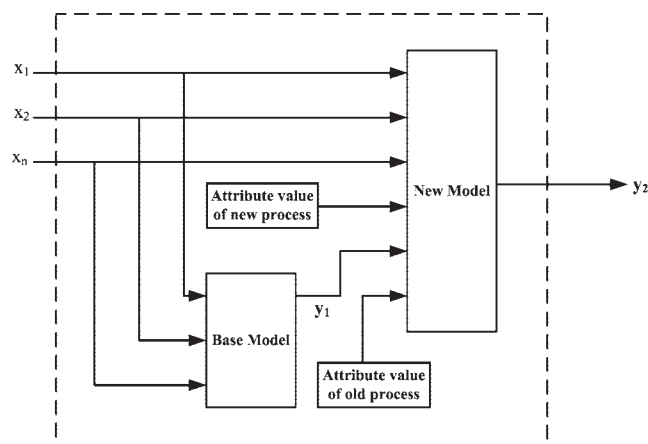 x1
x2
xn
Attribute value
of new process
New Model
y2
y1
Base Model
Attribute value
of old process